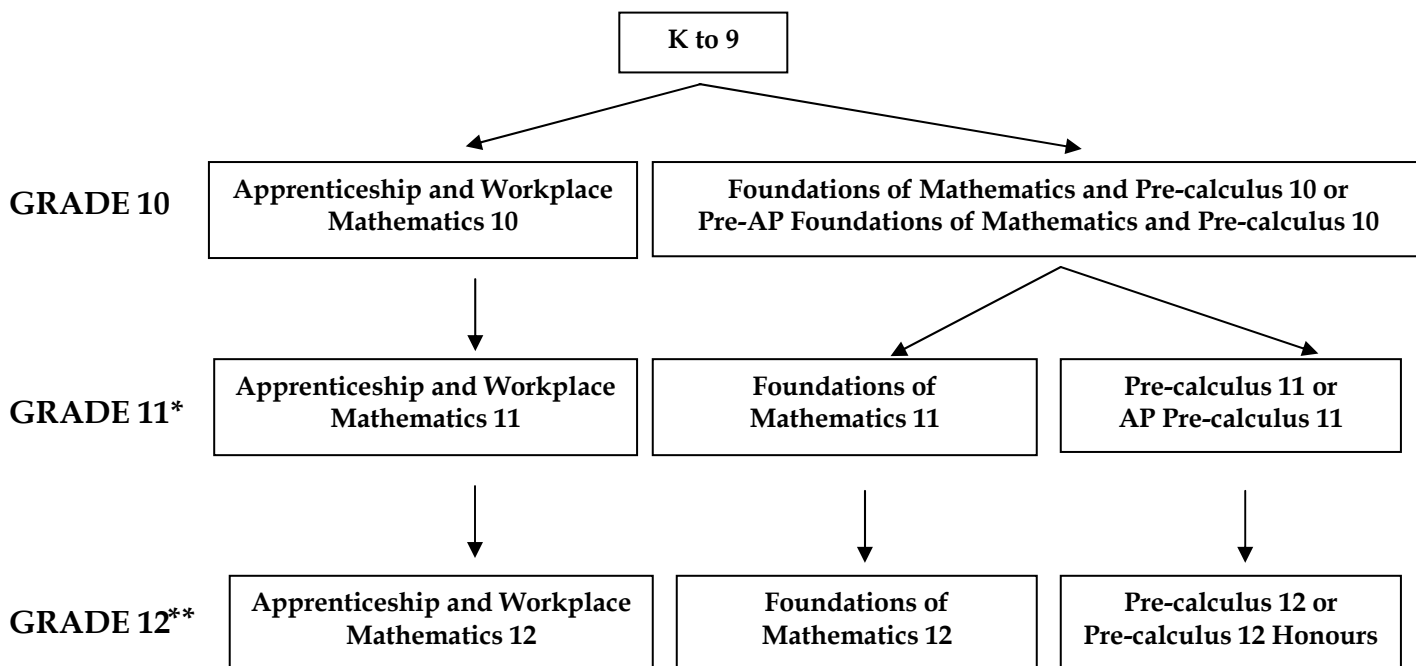 K to 9
GRADE 10
Apprenticeship and Workplace
Mathematics 10
Foundations of Mathematics and Pre-calculus 10 or
Pre-AP Foundations of Mathematics and Pre-calculus 10
GRADE 11*
Apprenticeship and Workplace
Mathematics 11
Foundations of
Mathematics 11
Pre-calculus 11 or
AP Pre-calculus 11
GRADE 12**
Apprenticeship and Workplace
Mathematics 12
Foundations of
Mathematics 12
Pre-calculus 12 or
Pre-calculus 12 Honours